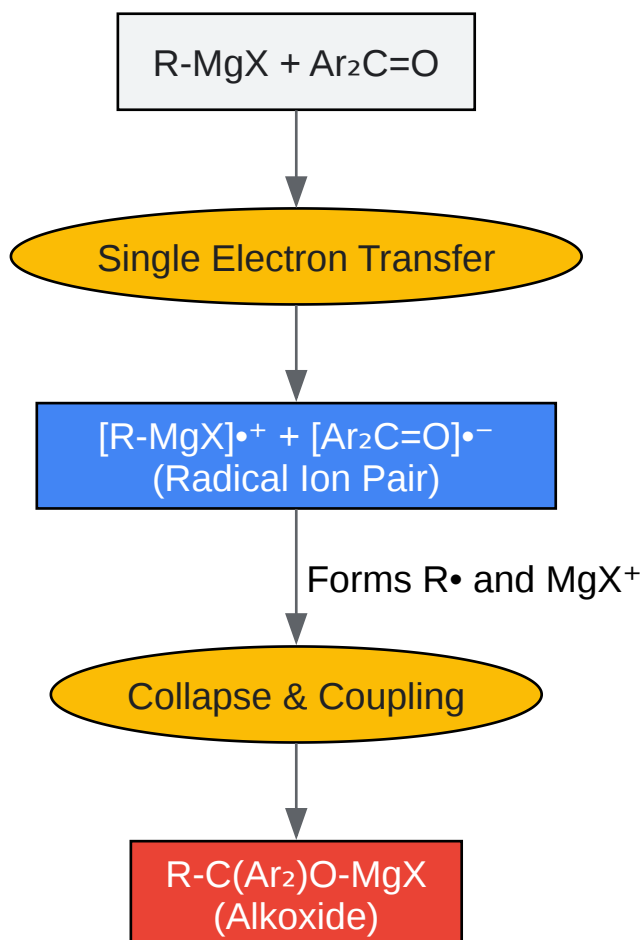 R-MgX + Ar₂C=O
Single Electron Transfer
[R-MgX]•⁺ + [Ar₂C=O]•⁻
(Radical Ion Pair)
Forms R• and MgX⁺
Collapse & Coupling
R-C(Ar₂)O-MgX
(Alkoxide)